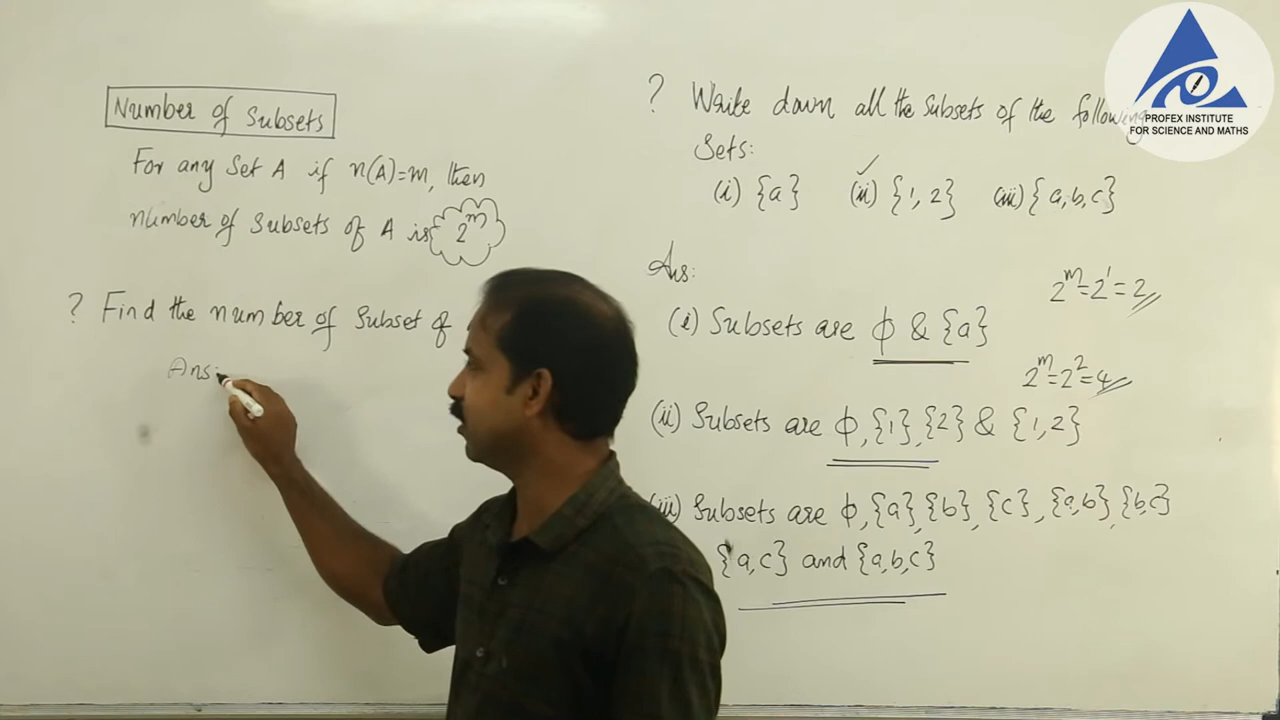 Number of Subsets
For any Set A if n(A)=m, then
number of Subsets of A is 2^m
? Find the number of Subset of
Ans:
? Write down all the Subsets of the following
Sets:
(i) {a} (ii) {1, 2} (iii) {a, b, c}
Ans:
2^m=2^1=2
(i) Subsets are ϕ & {a}
2^m=2^2=4
(ii) Subsets are ϕ, {1}, {2} & {1, 2}
(iii) Subsets are ϕ, {a}, {b}, {c}, {a,b}, {b,c}
{a,c} and {a,b,c}
PROFEX INSTITUTE
FOR SCIENCE AND MATHS